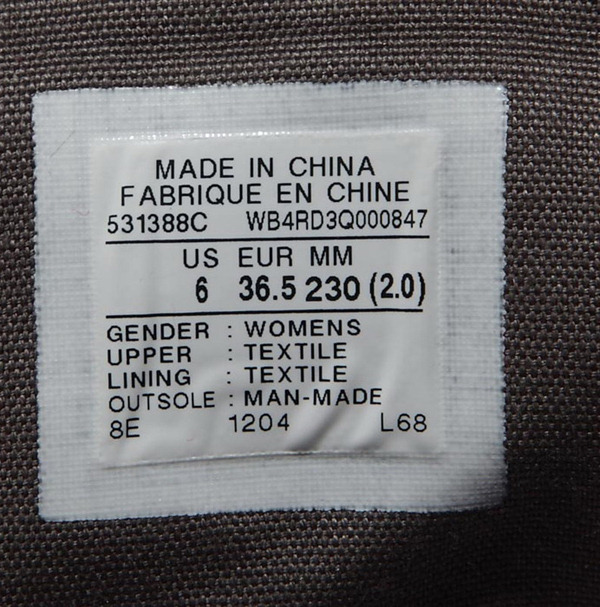 MADE IN CHINA
FABRIQUE EN CHINE
531388C WB4RD3Q000847
US EUR MM
6 36.5 230 (2.0)
GENDER : WOMENS
UPPER : TEXTILE
LINING : TEXTILE
OUTSOLE : MAN-MADE
8E 1204 L68